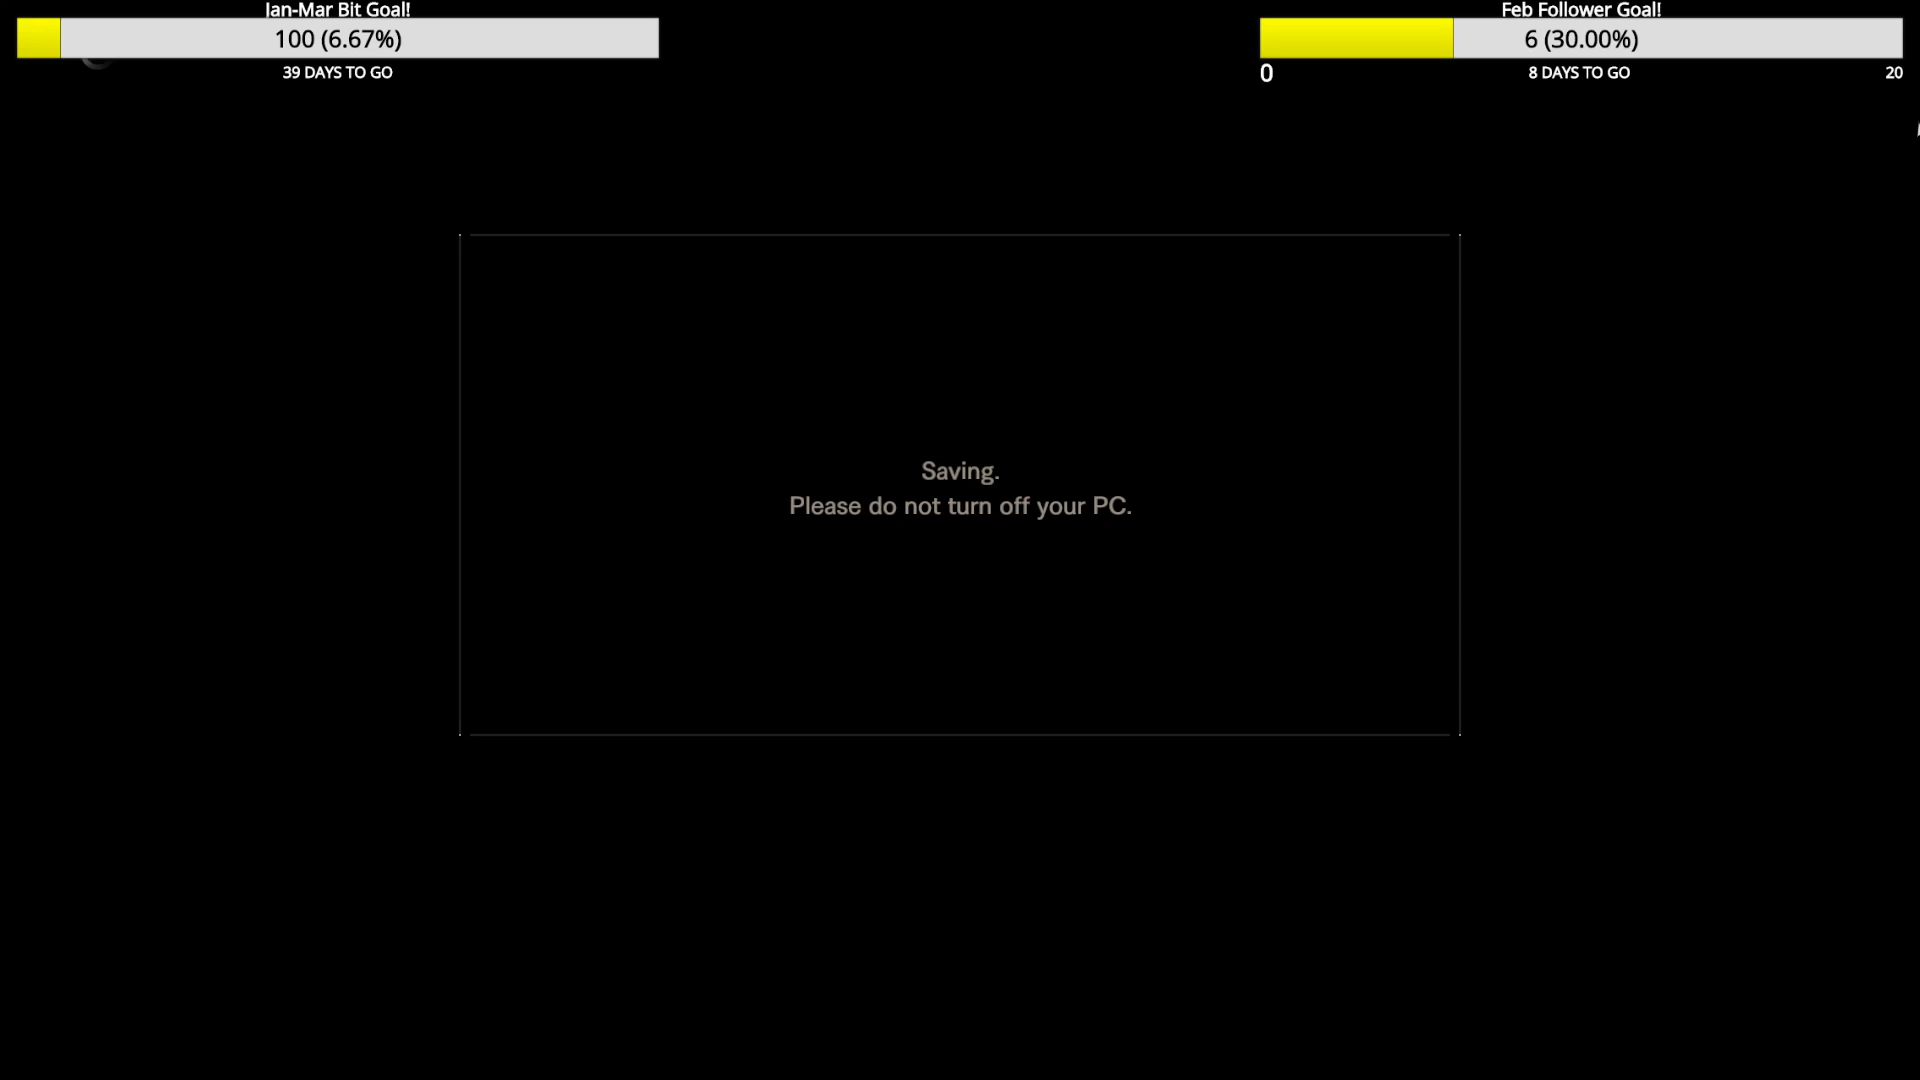 Jan-Mar Bit Goal!
100 (6.67%)
39 DAYS TO GO
Feb Follower Goal!
6 (30.00%)
0
8 DAYS TO GO
20
Saving.
Please do not turn off your PC.